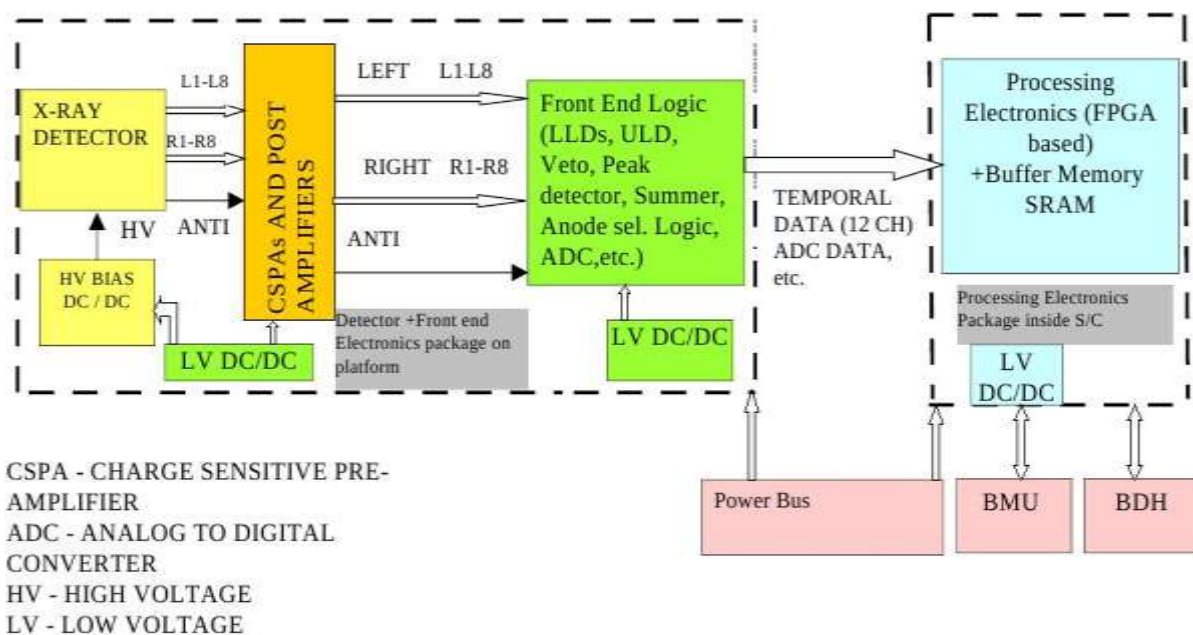 X-RAY
DETECTOR
L1-L8
R1-R8
HV
ANTI
HV BIAS
DC / DC
LV DC/DC
CSPAs AND POST
AMPLIFIERS
LEFT L1-L8
RIGHT R1-R8
ANTI
Detector +Front end
Electronics package on
platform
Front End Logic
(LLDs, ULD,
Veto, Peak
detector, Summer,
Anode sel. Logic,
ADC,etc.)
LV DC/DC
TEMPORAL
DATA (12 CH)
ADC DATA,
etc.
Processing
Electronics (FPGA
based)
+Buffer Memory
SRAM
Processing Electronics
Package inside S/C
LV
DC/DC
Power Bus
BMU
BDH
CSPA - CHARGE SENSITIVE PRE-
AMPLIFIER
ADC - ANALOG TO DIGITAL
CONVERTER
HV - HIGH VOLTAGE
LV - LOW VOLTAGE